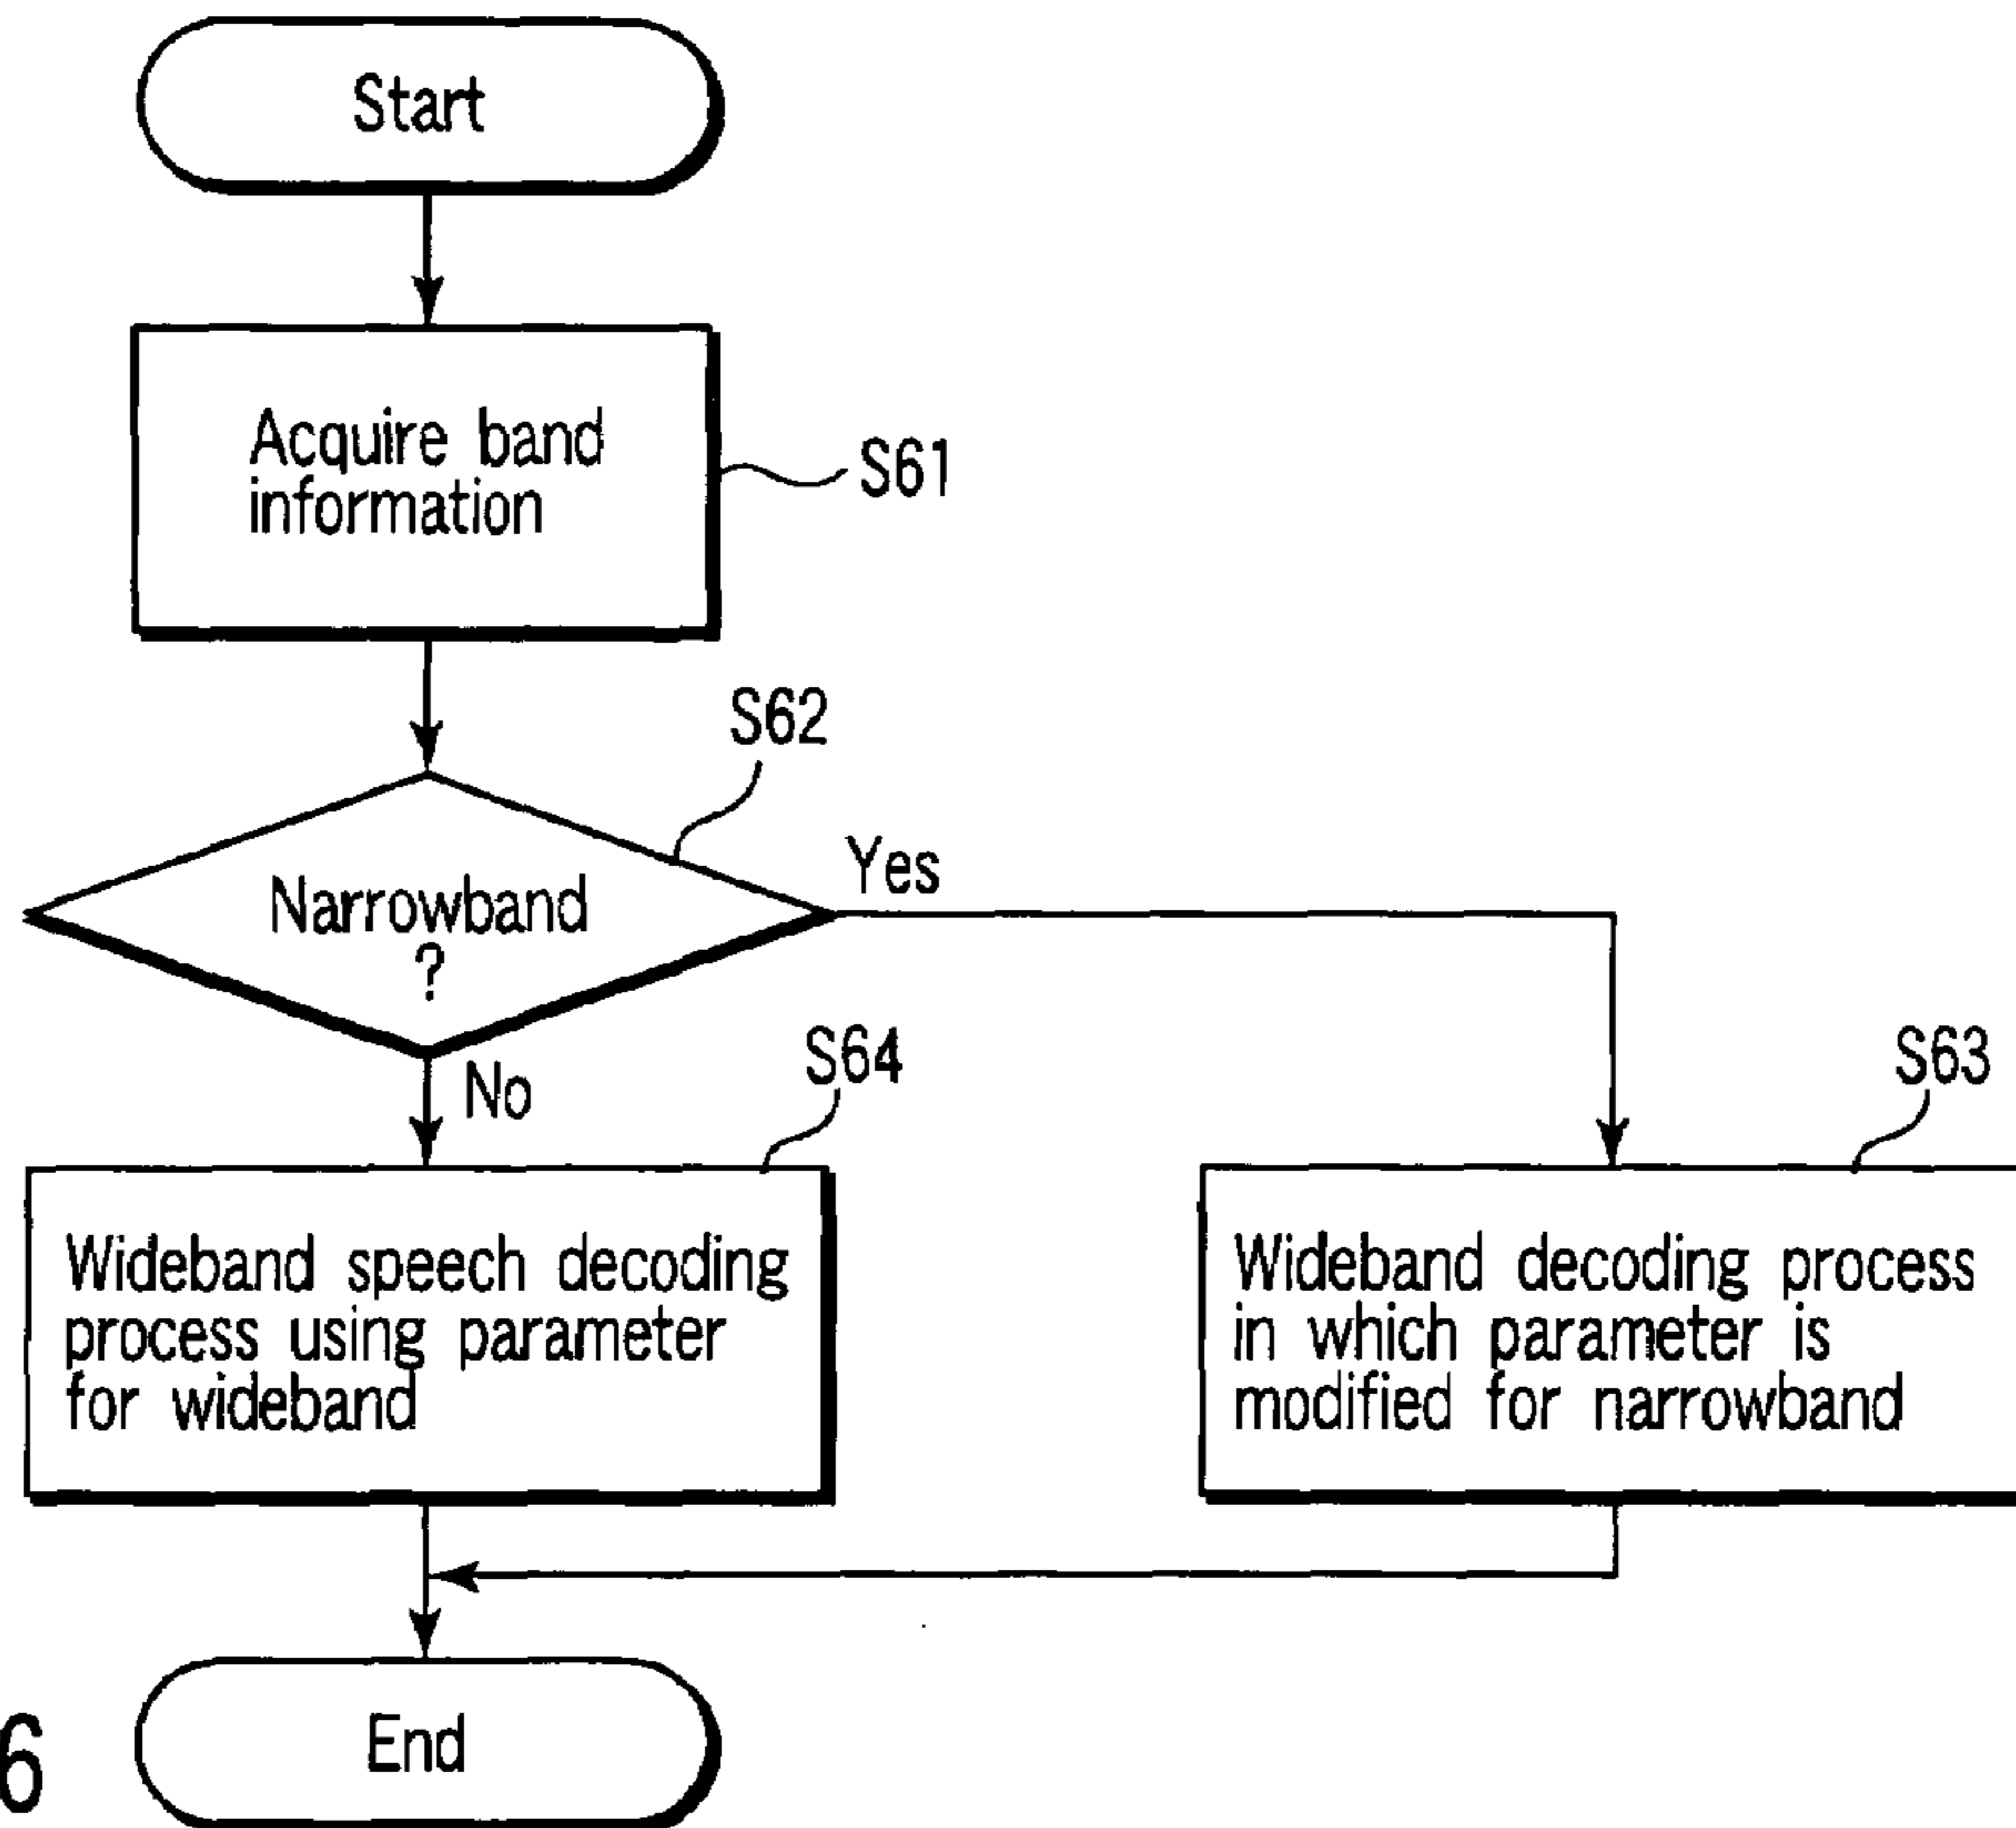 Start
Acquire band
information
S61
S62
Narrowband
?
Yes
No
S64
S63
Wideband speech decoding
process using parameter
for wideband
Wideband decoding process
in which parameter is
modified for narrowband
End
6